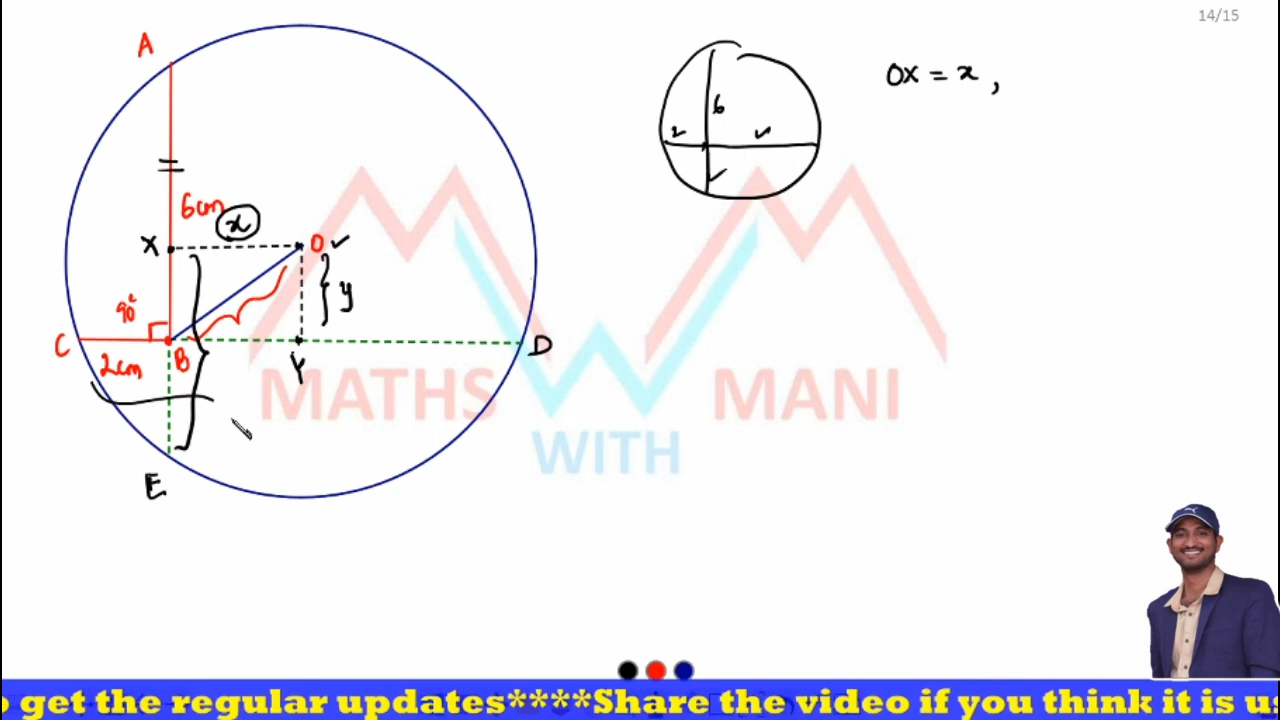 14/15
A
6
2
OX = x ,
6cm
x
X
O
y
90°
C
2cm
B
Y
D
E
MATHS
WITH
MANI
o get the regular updates****Share the video if you think it is u